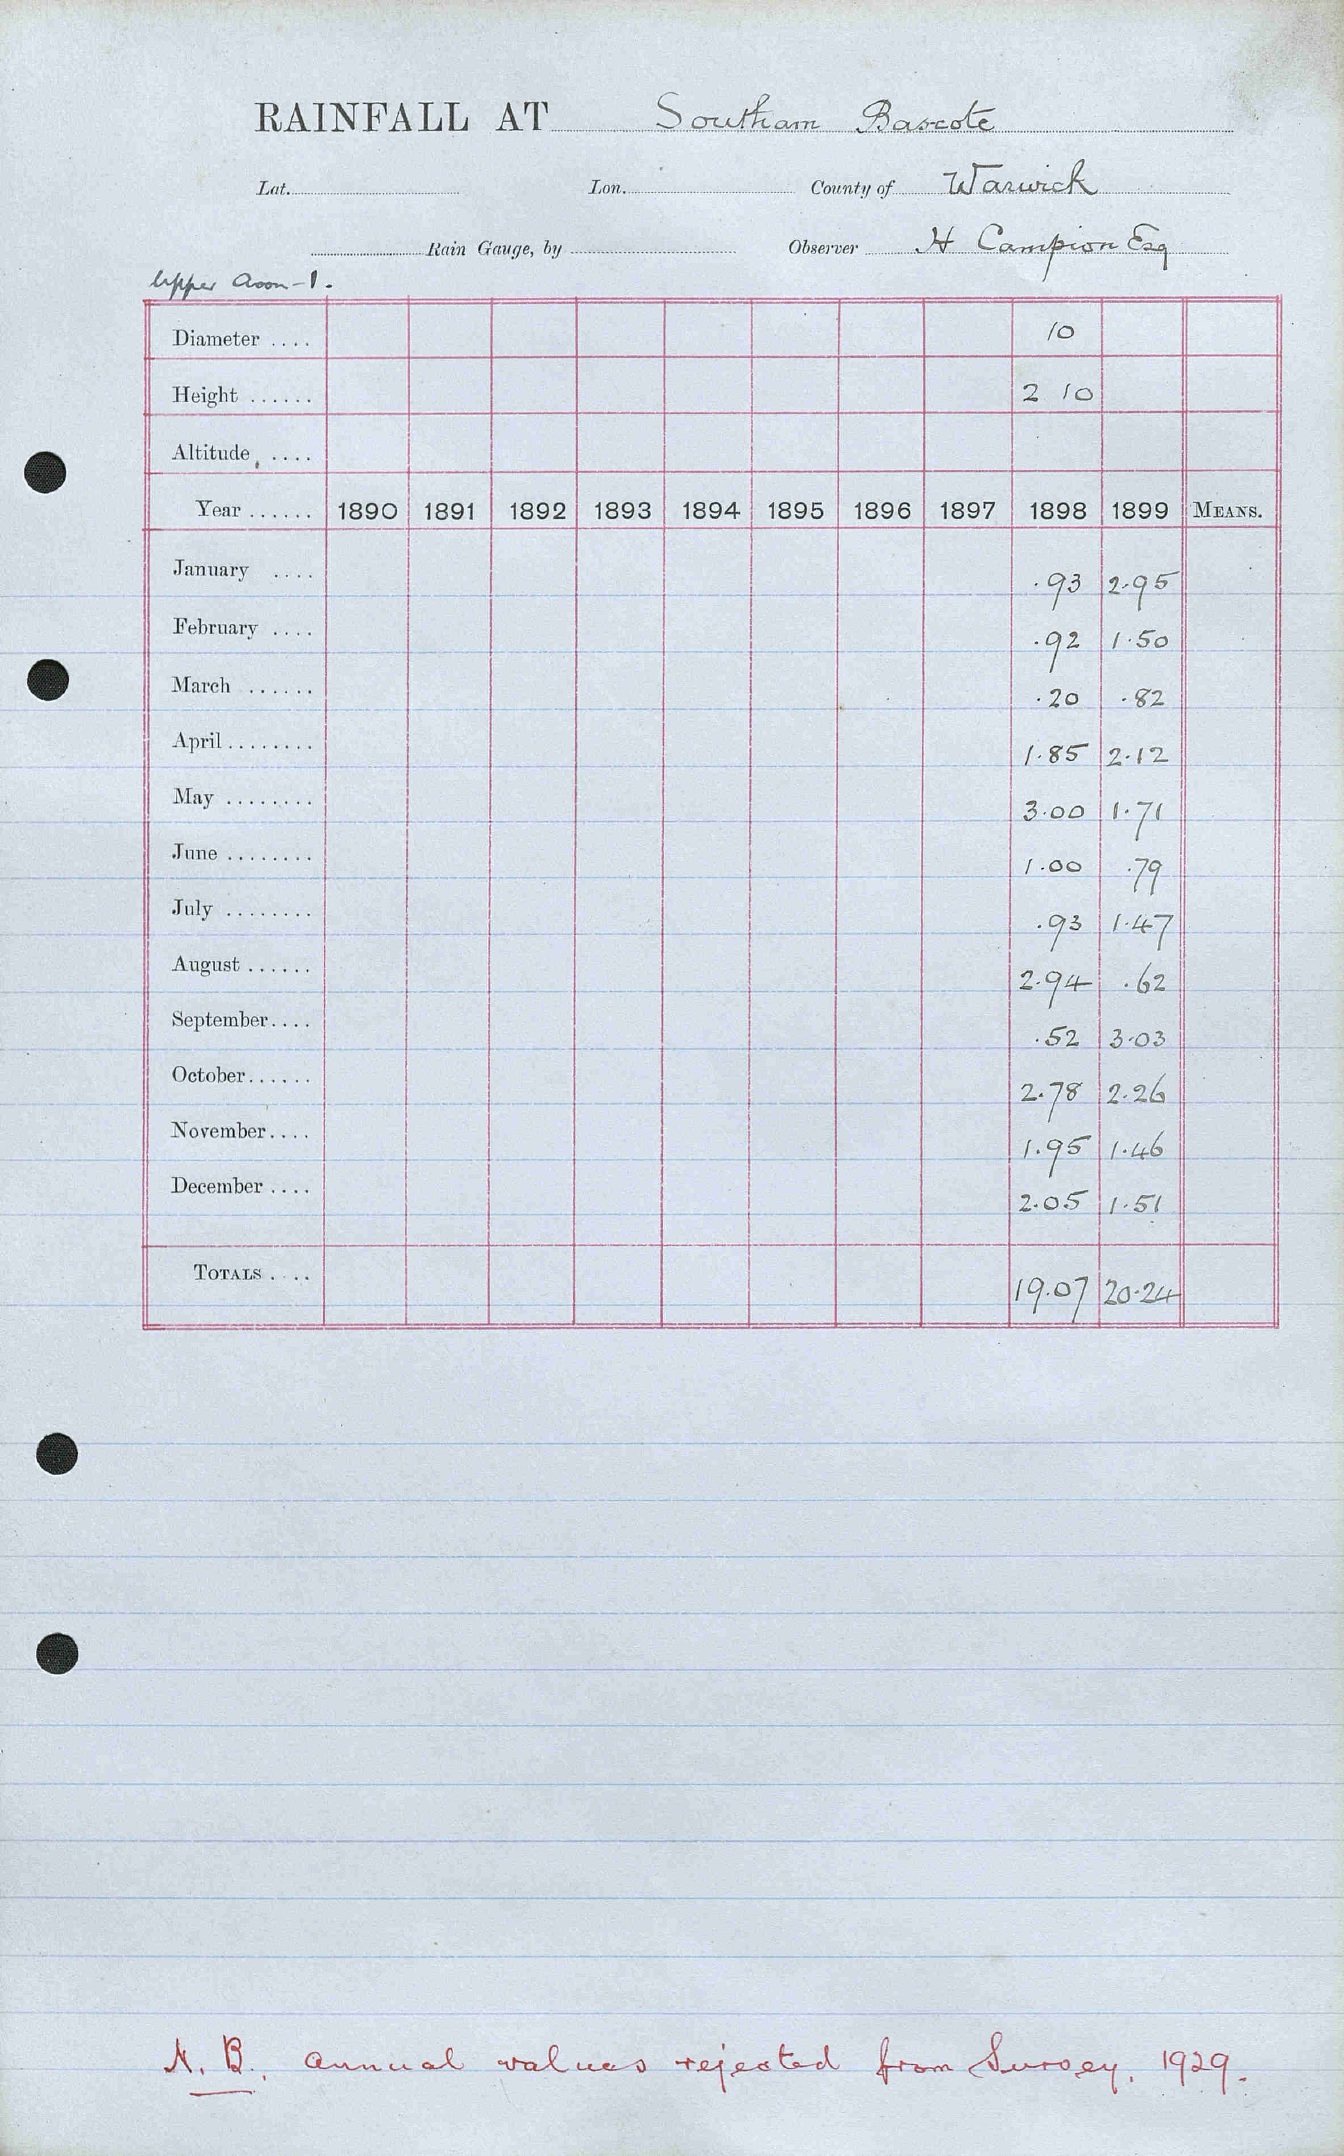 RAINFALL AT Southam Bascote
Lat. Lon. County of Warwick
Rain Gauge, by Observer H Campion Esq
Upper Avon-1.
Diameter .... 10
Height ...... 2 10
Altitude ....
Year ...... 1890 1891 1892 1893 1894 1895 1896 1897 1898 1899 MEANS.
January .... .93 2.95
February .... .92 1.50
March ...... .20 .82
April ........ 1.85 2.12
May ........ 3.00 1.71
June ........ 1.00 .79
July ........ .93 1.47
August ...... 2.94 .62
September.... .52 3.03
October...... 2.78 2.26
November.... 1.95 1.46
December .... 2.05 1.51
TOTALS .... 19.07 20.24
N.B. annual values rejected from Survey, 1929.